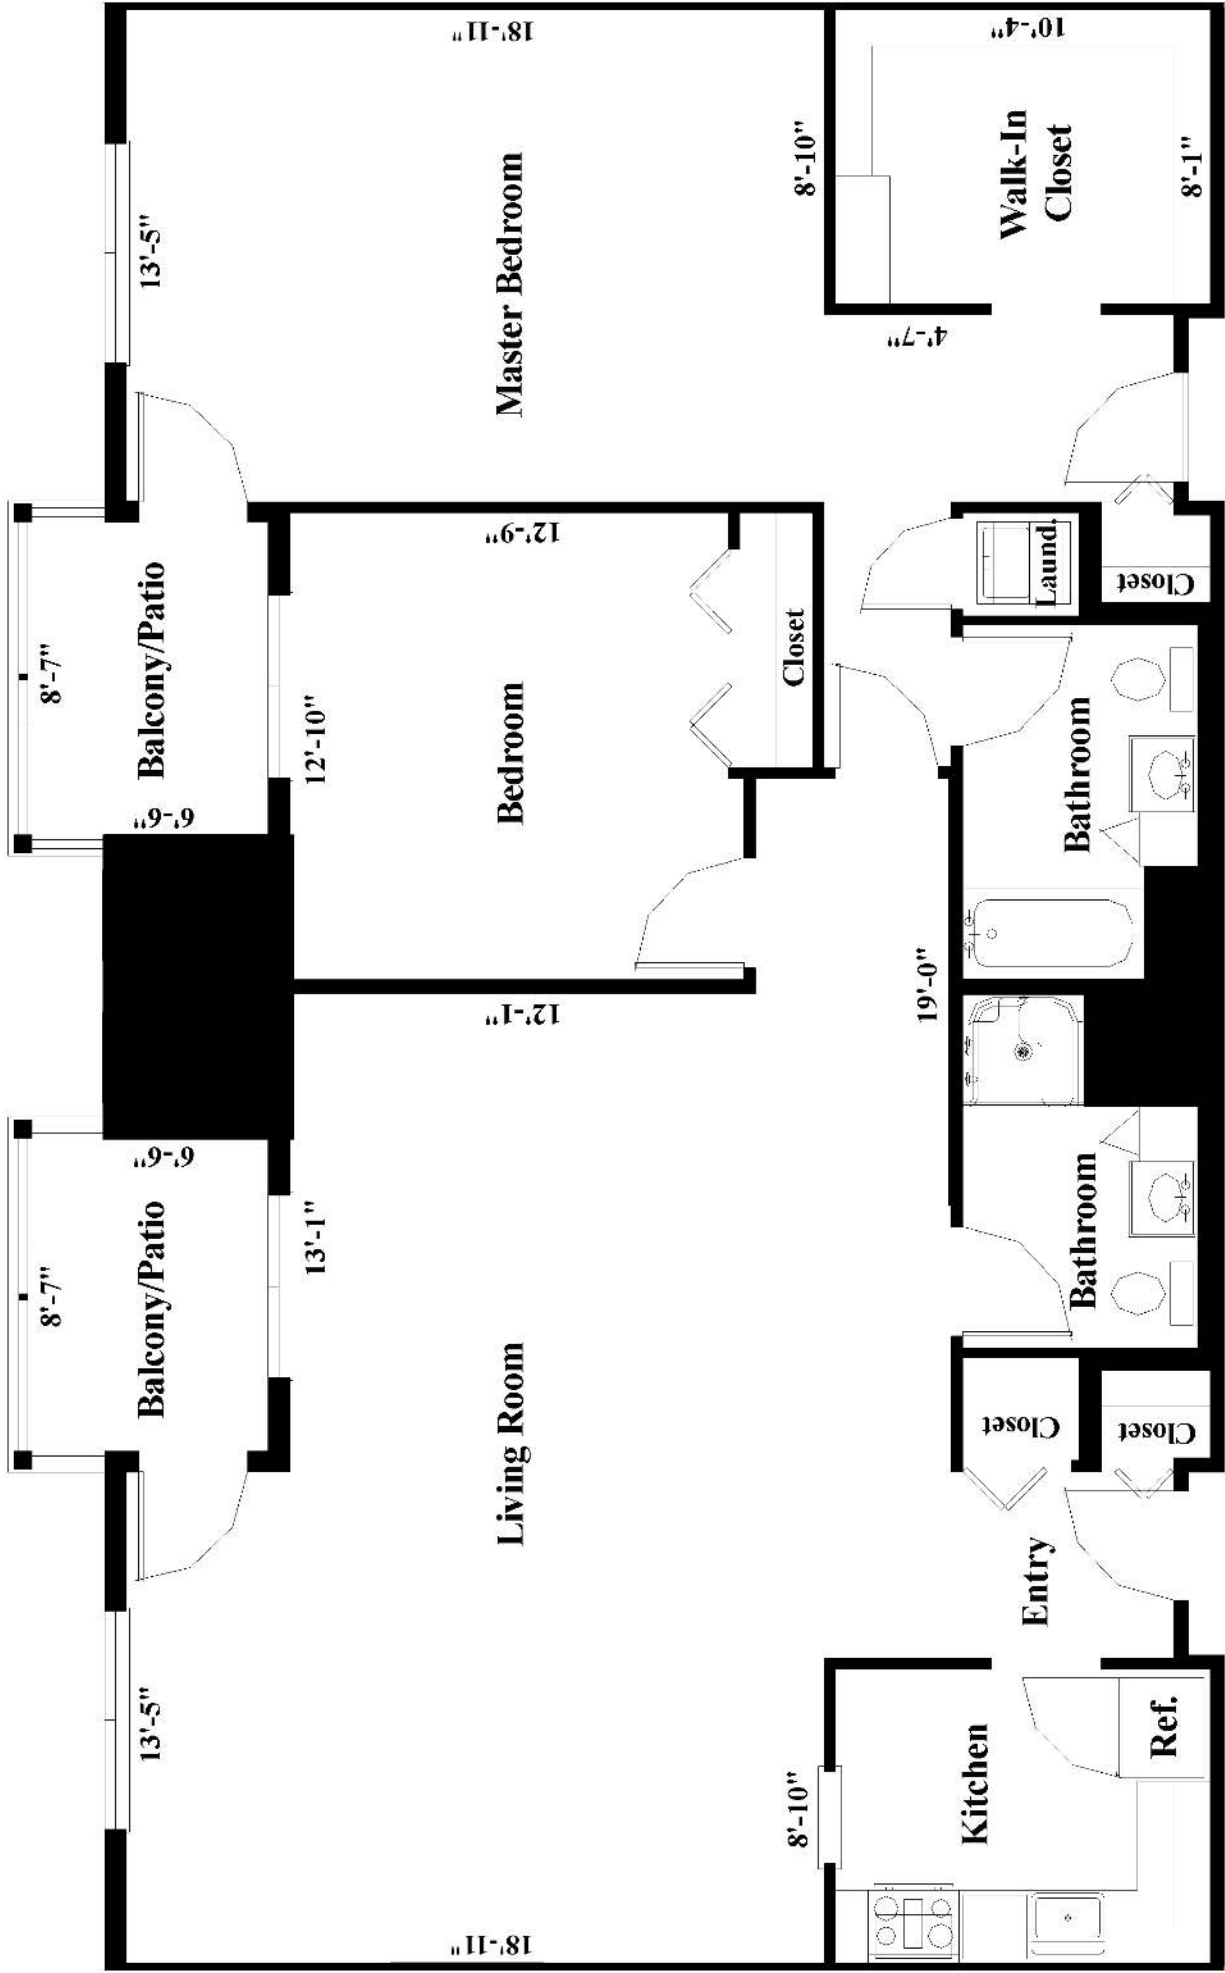 18'-11"
10'-4"
13'-5"
Master Bedroom
8'-10"
Walk-In
Closet
8'-1"
4'-7"
8'-7"
Balcony/Patio
6'-6"
12'-9"
12'-10"
Bedroom
Closet
Laund.
Closet
Bathroom
12'-1"
19'-0"
8'-7"
Balcony/Patio
6'-6"
13'-1"
Living Room
Bathroom
Closet
Closet
Entry
13'-5"
18'-11"
8'-10"
Kitchen
Ref.